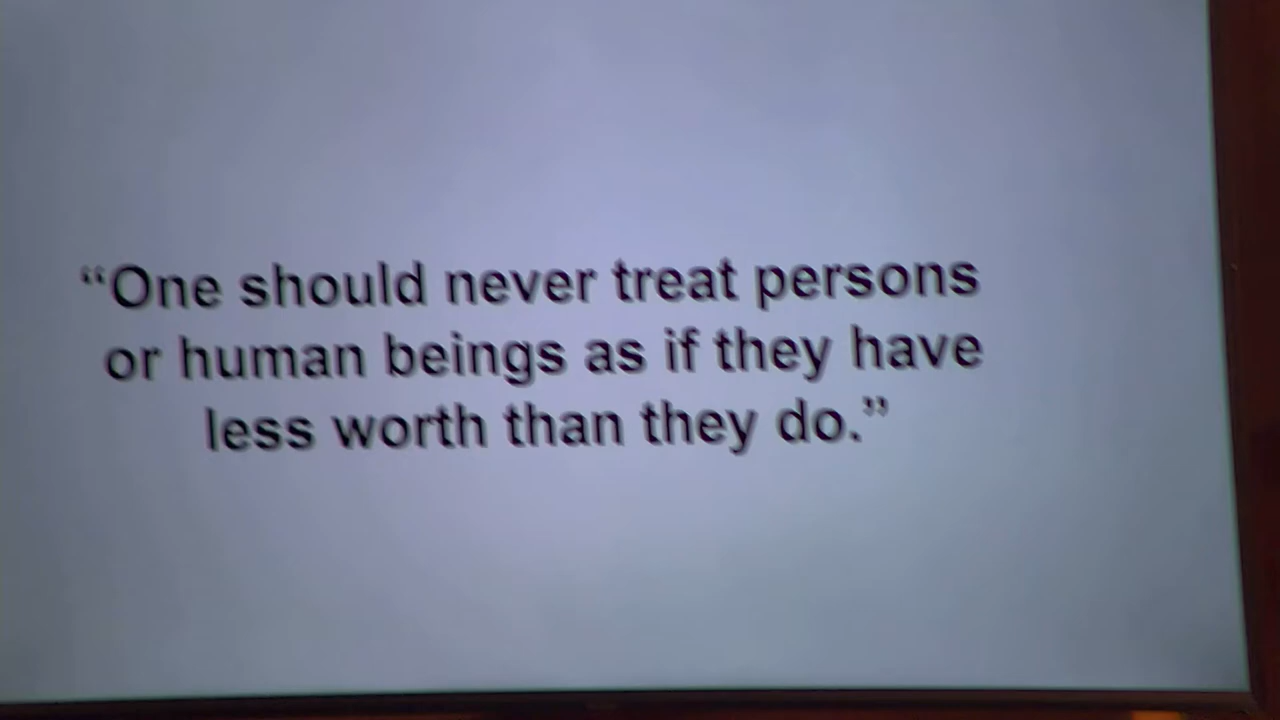 “One should never treat persons
or human beings as if they have
less worth than they do.”